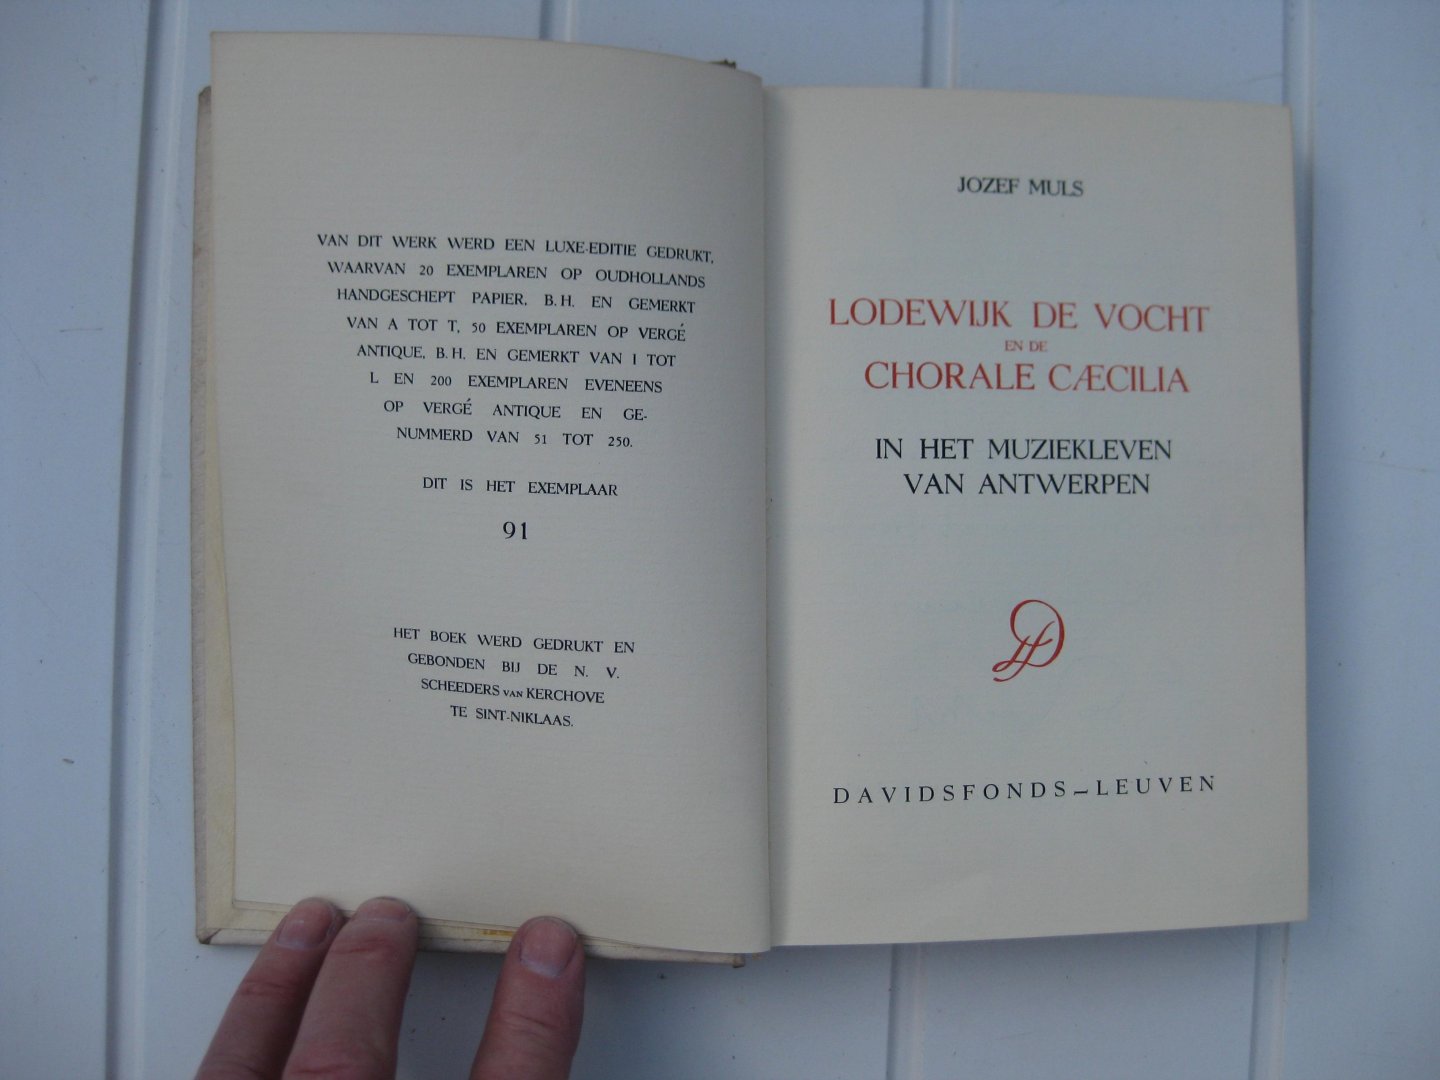 VAN DIT WERK WERD EEN LUXE-EDITIE GEDRUKT,
WAARVAN 20 EXEMPLAREN OP OUDHOLLANDS
HANDGESCHEPT PAPIER, B. H. EN GEMERKT
VAN A TOT T, 50 EXEMPLAREN OP VERGÉ
ANTIQUE, B. H. EN GEMERKT VAN I TOT
L EN 200 EXEMPLAREN EVENEENS
OP VERGÉ ANTIQUE EN GE-
NUMMERD VAN 51 TOT 250.
DIT IS HET EXEMPLAAR
91
HET BOEK WERD GEDRUKT EN
GEBONDEN BIJ DE N. V.
SCHEEDERS VAN KERCHOVE
TE SINT-NIKLAAS.
JOZEF MULS
LODEWIJK DE VOCHT
EN DE
CHORALE CÆCILIA
IN HET MUZIEKLEVEN
VAN ANTWERPEN
DAVIDSFONDS – LEUVEN